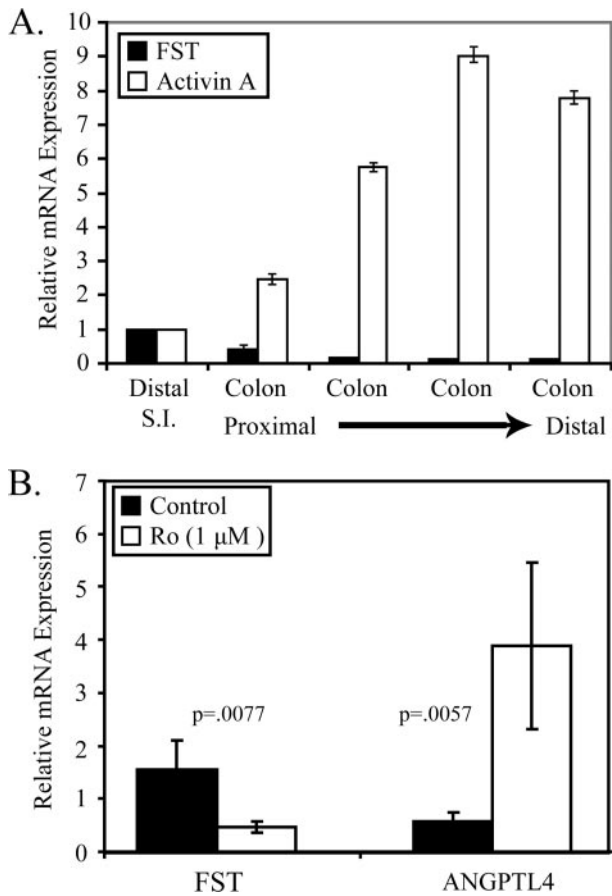 A.
FST
Activin A
Relative mRNA Expression
10
9
8
7
6
5
4
3
2
1
0
Distal S.I.
Colon
Colon
Colon
Colon
Proximal
Distal
B.
Control
Ro (1 μM )
Relative mRNA Expression
7
6
5
4
3
2
1
0
p=.0077
p=.0057
FST
ANGPTL4